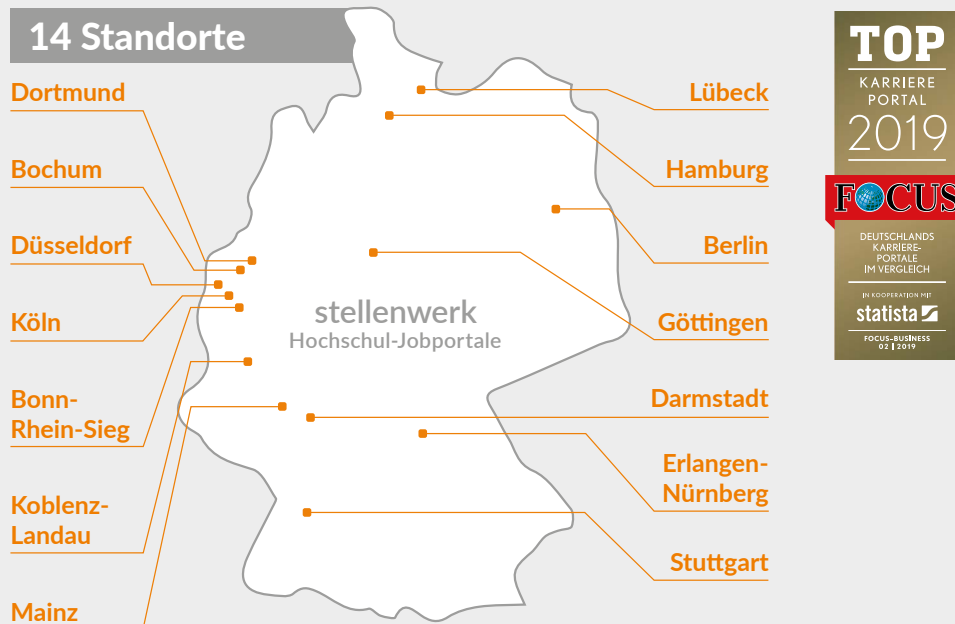 14 Standorte
Dortmund
Bochum
Düsseldorf
Köln
Bonn-
Rhein-Sieg
Koblenz-
Landau
Mainz
stellenwerk
Hochschul-Jobportale
Lübeck
Hamburg
Berlin
Göttingen
Darmstadt
Erlangen-
Nürnberg
Stuttgart
TOP
KARRIERE
PORTAL
2019
FOCUS
DEUTSCHLANDS
KARRIERE-
PORTALE
IM VERGLEICH
IN KOOPERATION MIT
statista
FOCUS-BUSINESS
02 | 2019